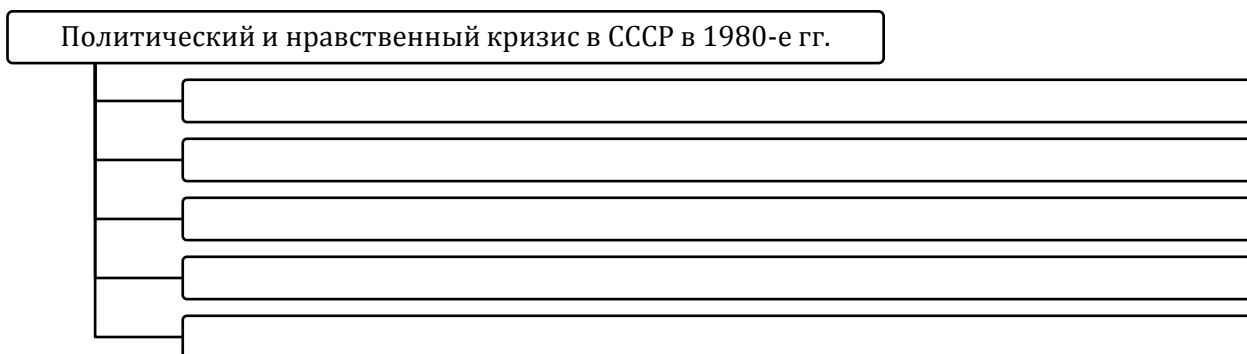 Политический и нравственный кризис в СССР в 1980-е гг.